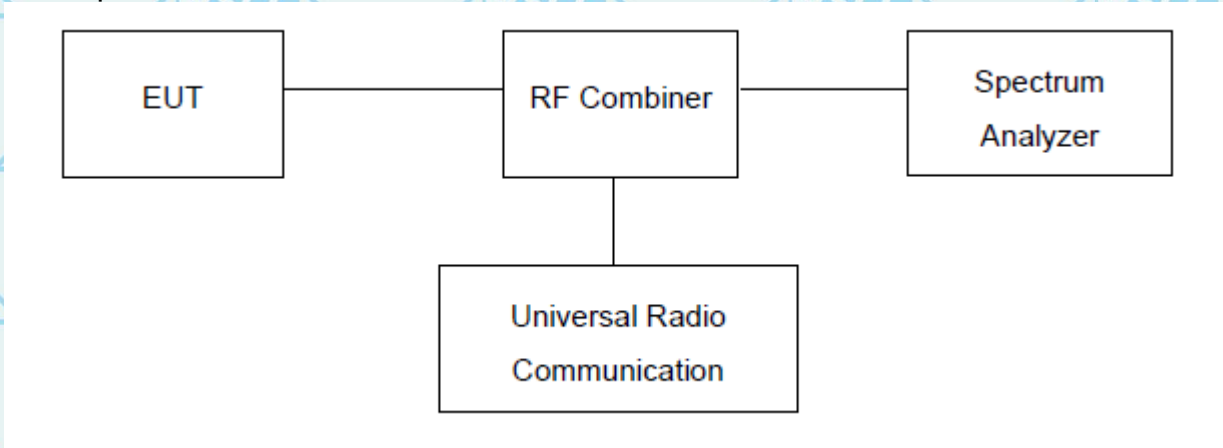 EUT
RF Combiner
Spectrum
Analyzer
Universal Radio
Communication